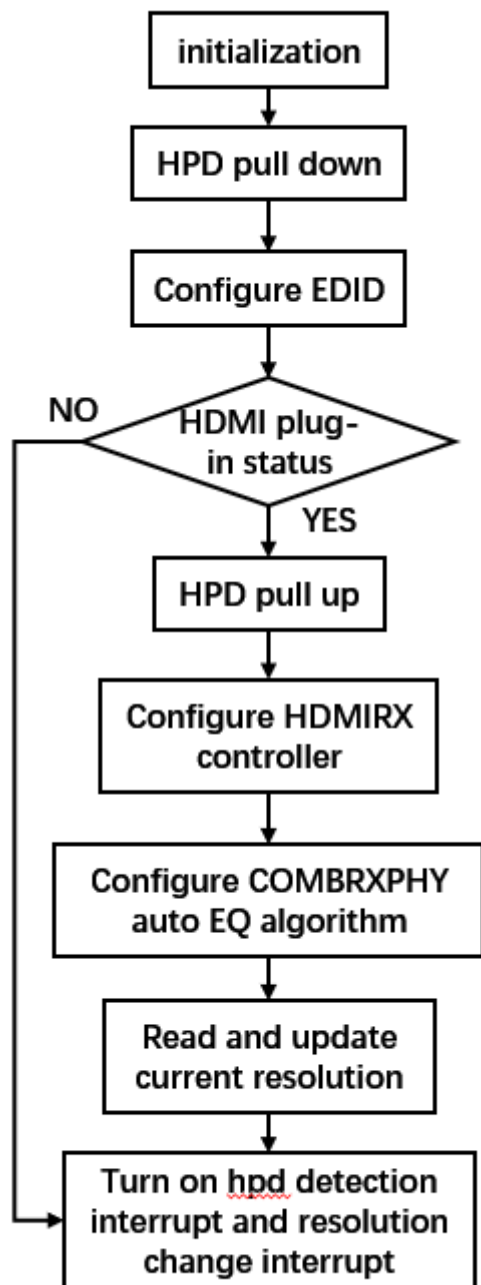 initialization
HPD pull down
Configure EDID
NO
HDMI plug-
in status
YES
HPD pull up
Configure HDMIRX
controller
Configure COMBRXPHY
auto EQ algorithm
Read and update
current resolution
Turn on hpd detection
interrupt and resolution
change interrupt